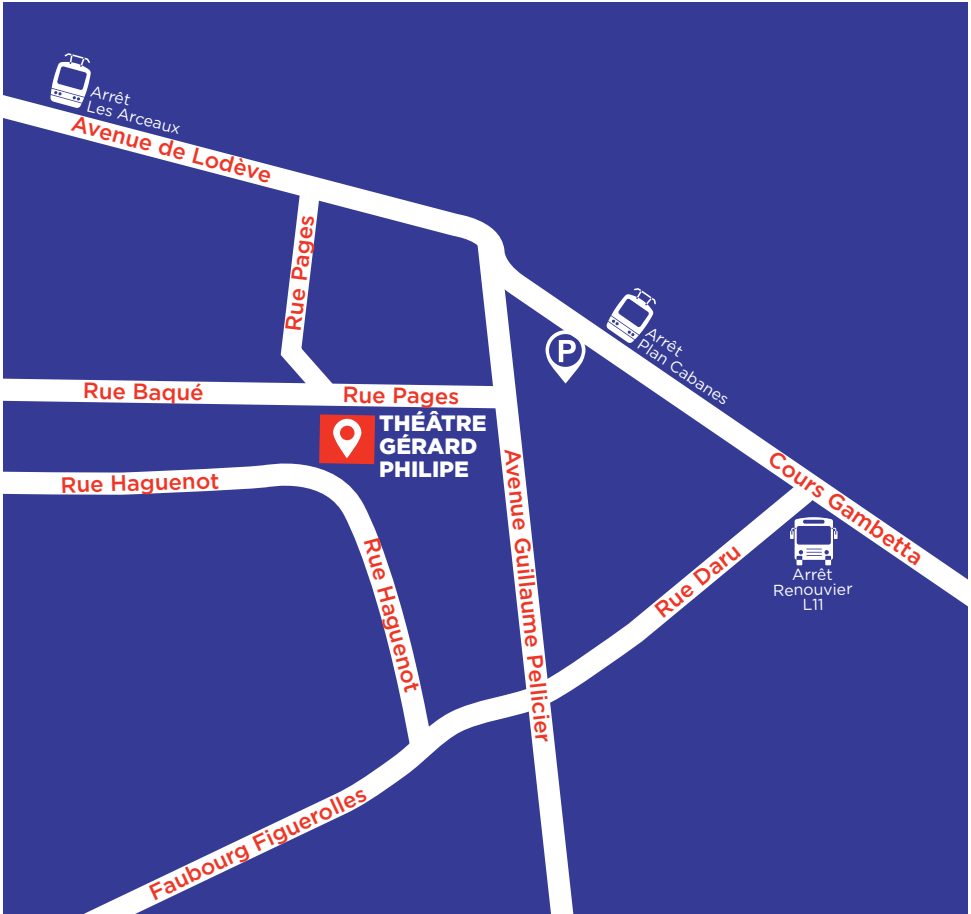 Arrêt
Les Arceaux
Avenue de Lodève
Rue Pages
P
Arrêt
Plan Cabanes
Rue Baqué
Rue Pages
THÉÂTRE
GÉRARD
PHILIPE
Rue Haguenot
Avenue Guillaume Pellicier
Cours Gambetta
Rue Haguenot
Rue Daru
Arrêt
Renouvier
L11
Faubourg Figuerolles